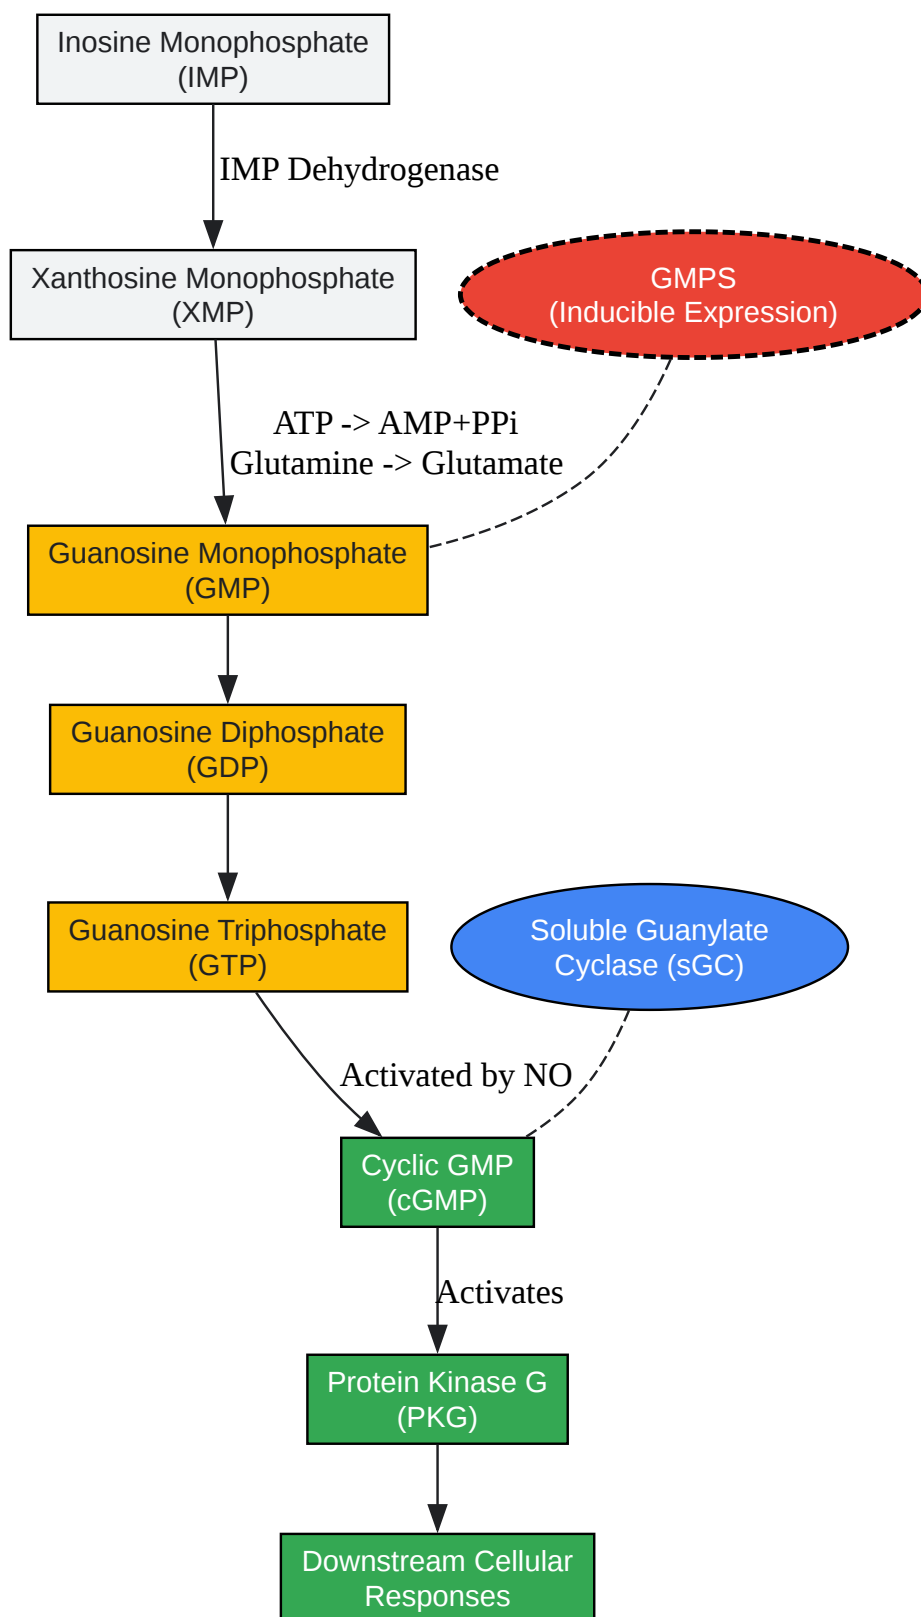 Inosine Monophosphate
(IMP)
IMP Dehydrogenase
Xanthosine Monophosphate
(XMP)
GMPS
(Inducible Expression)
ATP -> AMP+PPi
Glutamine -> Glutamate
Guanosine Monophosphate
(GMP)
Guanosine Diphosphate
(GDP)
Guanosine Triphosphate
(GTP)
Soluble Guanylate
Cyclase (sGC)
Activated by NO
Cyclic GMP
(cGMP)
Activates
Protein Kinase G
(PKG)
Downstream Cellular
Responses